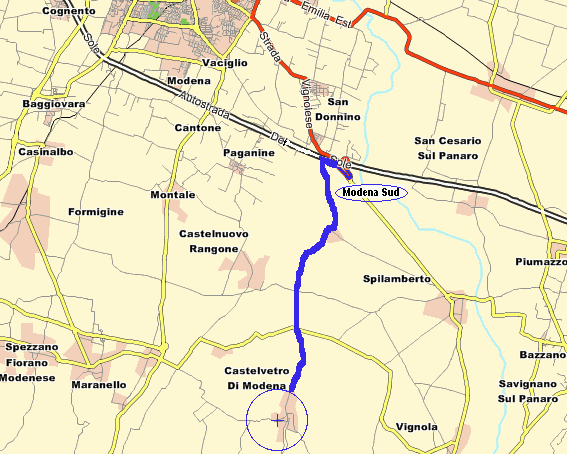 Cognento
Emilia Est
Sole
Strada
Vaciglio
Modena
Vignolese
Baggiovara
Autostrada
San
Donnino
Cantone
Del
San Cesario
Sul Panaro
Casinalbo
Paganine
Sole
Modena Sud
Montale
Formigine
Castelnuovo
Rangone
Piumazzo
Spilamberto
Spezzano
Fiorano
Modenese
Maranello
Castelvetro
Di Modena
Bazzano
Savignano
Sul Panaro
Vignola